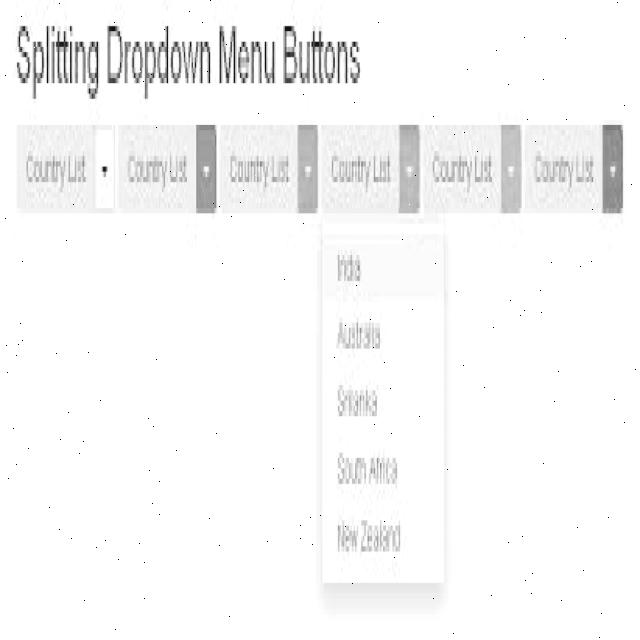 Splitting Dropdown Menu Buttons
Country List Country List Country List Country List Country List Country List
India
Australia
Srilanka
South Africa
New Zealand